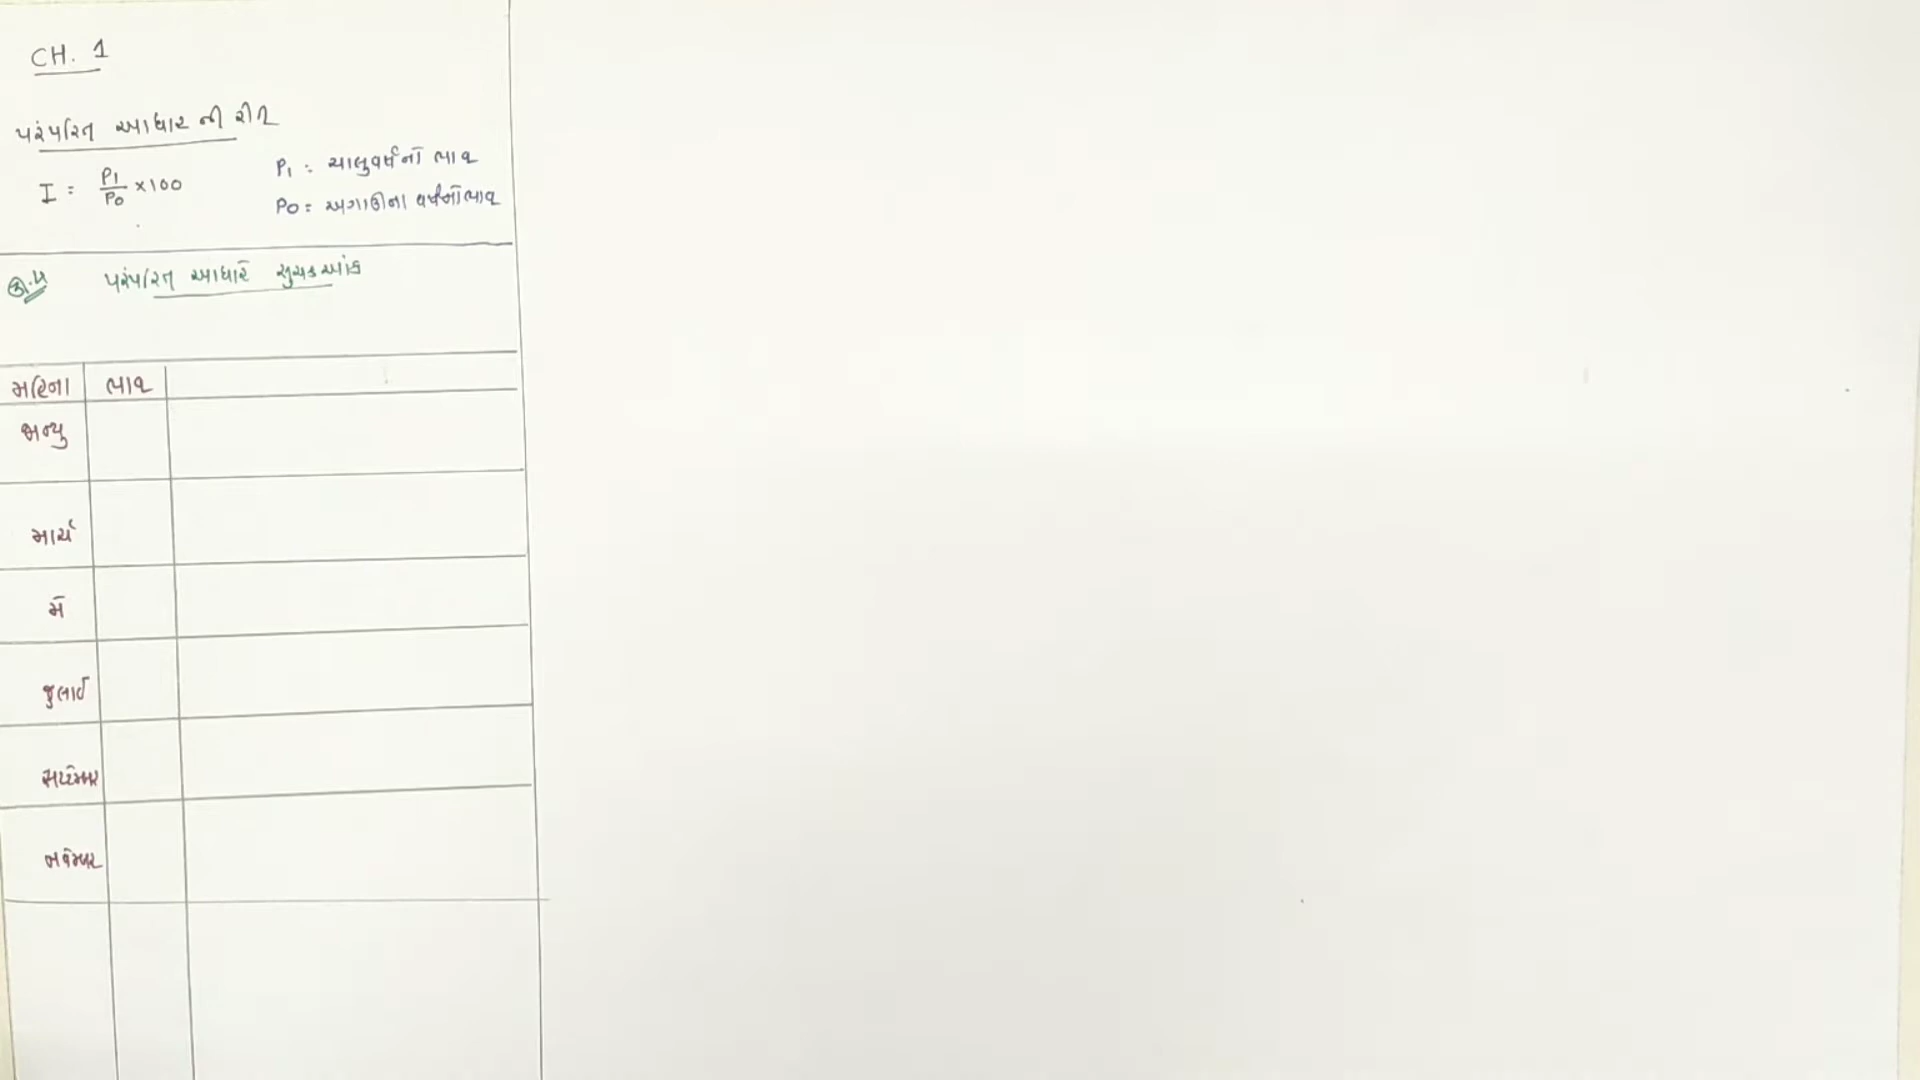 CH. 1
પરંપરિત આધાર ની રીત
I = P1/P0 ×100
P1 : ચાલુવર્ષનો ભાવ
P0 = અગાઉના વર્ષનો ભાવ
ઉ.૫ પરંપરિત આધારે સુચકઆંક
મહિના ભાવ
જાન્યુ
માર્ચ
મે
જુલાઈ
સપ્ટેમ્બર
નવેમ્બર